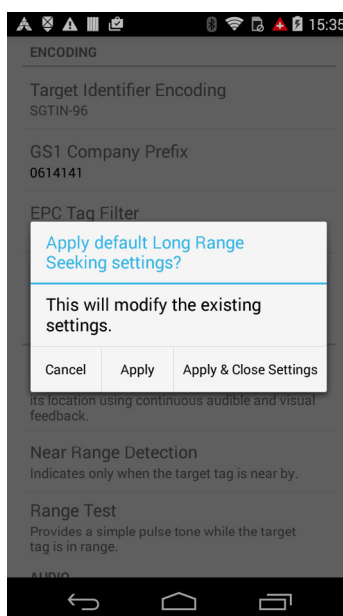 15:35
ENCODING
Target Identifier Encoding
SGTIN-96
GS1 Company Prefix
0614141
EPC Tag Filter
Apply default Long Range
Seeking settings?
This will modify the existing
settings.
Cancel Apply Apply & Close Settings
its location using continuous audible and visual
feedback.
Near Range Detection
Indicates only when the target tag is near by.
Range Test
Provides a simple pulse tone while the target
tag is in range.
AUDIO